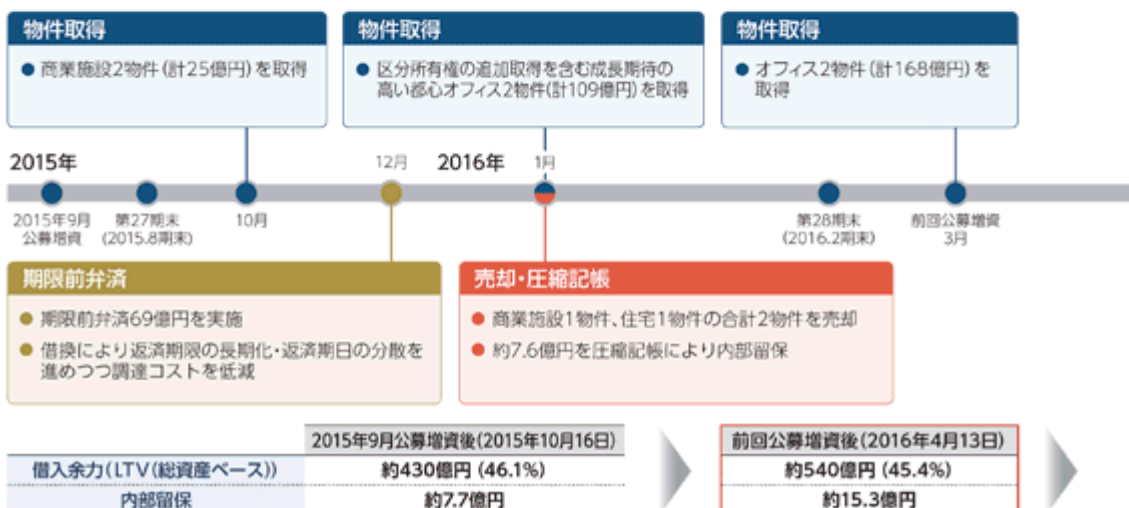 物件取得
● 商業施設2物件(計25億円)を取得
物件取得
● 区分所有権の追加取得を含む成長期待の
高い都心オフィス2物件(計109億円)を取得
物件取得
● オフィス2物件(計168億円)を
取得
2015年
12月
2016年
1月
2015年9月
公募増資
第27期末
(2015.8期末)
10月
第28期末
(2016.2期末)
前回公募増資
3月
期限前弁済
● 期限前弁済69億円を実施
● 借換により返済期限の長期化・返済期日の分散を
進めつつ調達コストを低減
売却・圧縮記帳
● 商業施設1物件、住宅1物件の合計2物件を売却
● 約7.6億円を圧縮記帳により内部留保
2015年9月公募増資後(2015年10月16日)
前回公募増資後(2016年4月13日)
借入余力(LTV(総資産ベース))
約430億円(46.1%)
約540億円(45.4%)
内部留保
約7.7億円
約15.3億円